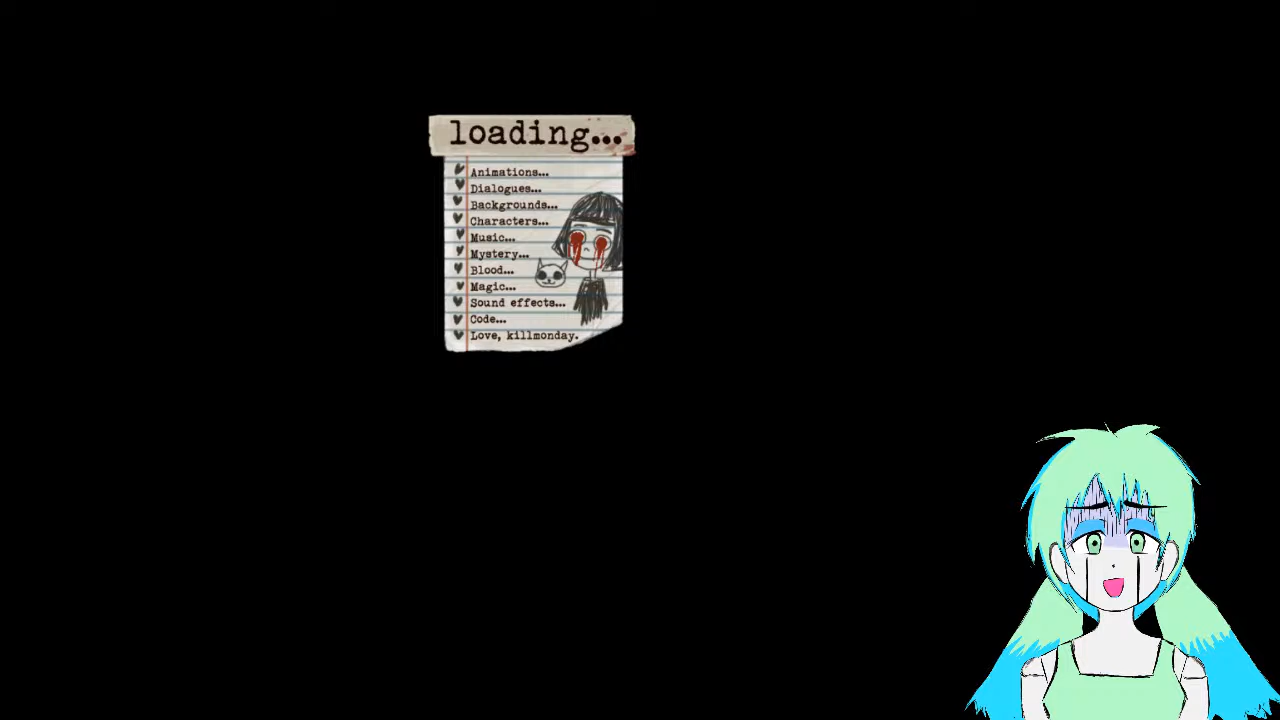 loading...
Animations...
Dialogues...
Backgrounds...
Characters...
Music...
Mystery...
Blood...
Magic...
Sound effects...
Code...
Love, killmonday.